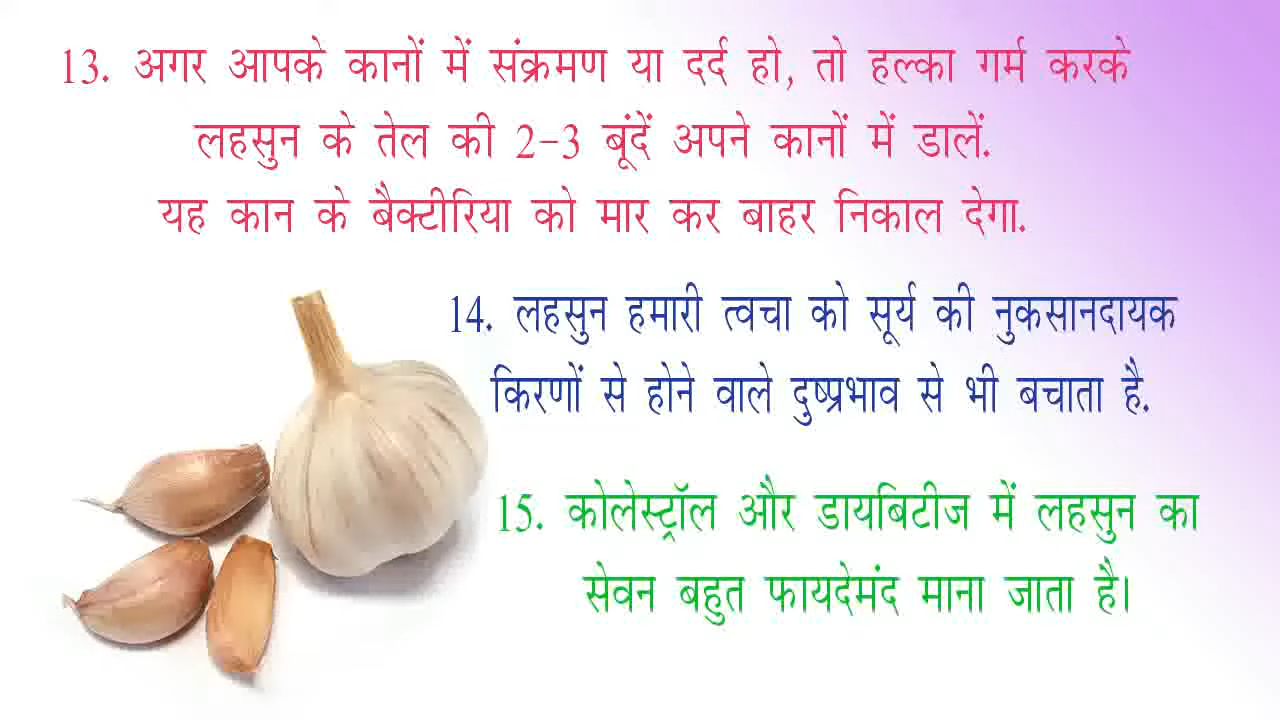 13. अगर आपके कानों में संक्रमण या दर्द हो, तो हल्का गर्म करके
लहसुन के तेल की 2-3 बूंदें अपने कानों में डालें.
यह कान के बैक्टीरिया को मार कर बाहर निकाल देगा.
14. लहसुन हमारी त्वचा को सूर्य की नुकसानदायक
किरणों से होने वाले दुष्प्रभाव से भी बचाता है.
15. कोलेस्ट्रॉल और डायबिटीज में लहसुन का
सेवन बहुत फायदेमंद माना जाता है।